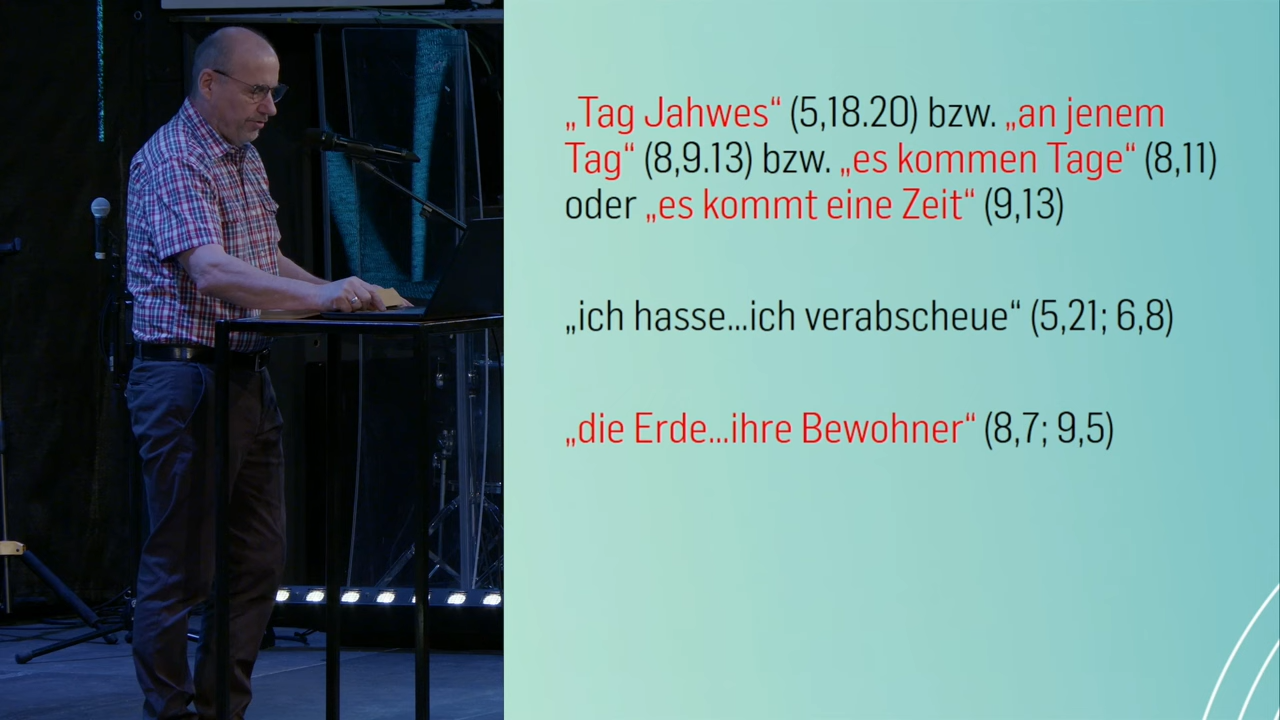 „Tag Jahwes“ (5,18.20) bzw. „an jenem
Tag“ (8,9.13) bzw. „es kommen Tage“ (8,11)
oder „es kommt eine Zeit“ (9,13)
„ich hasse...ich verabscheue“ (5,21; 6,8)
„die Erde...ihre Bewohner“ (8,7; 9,5)